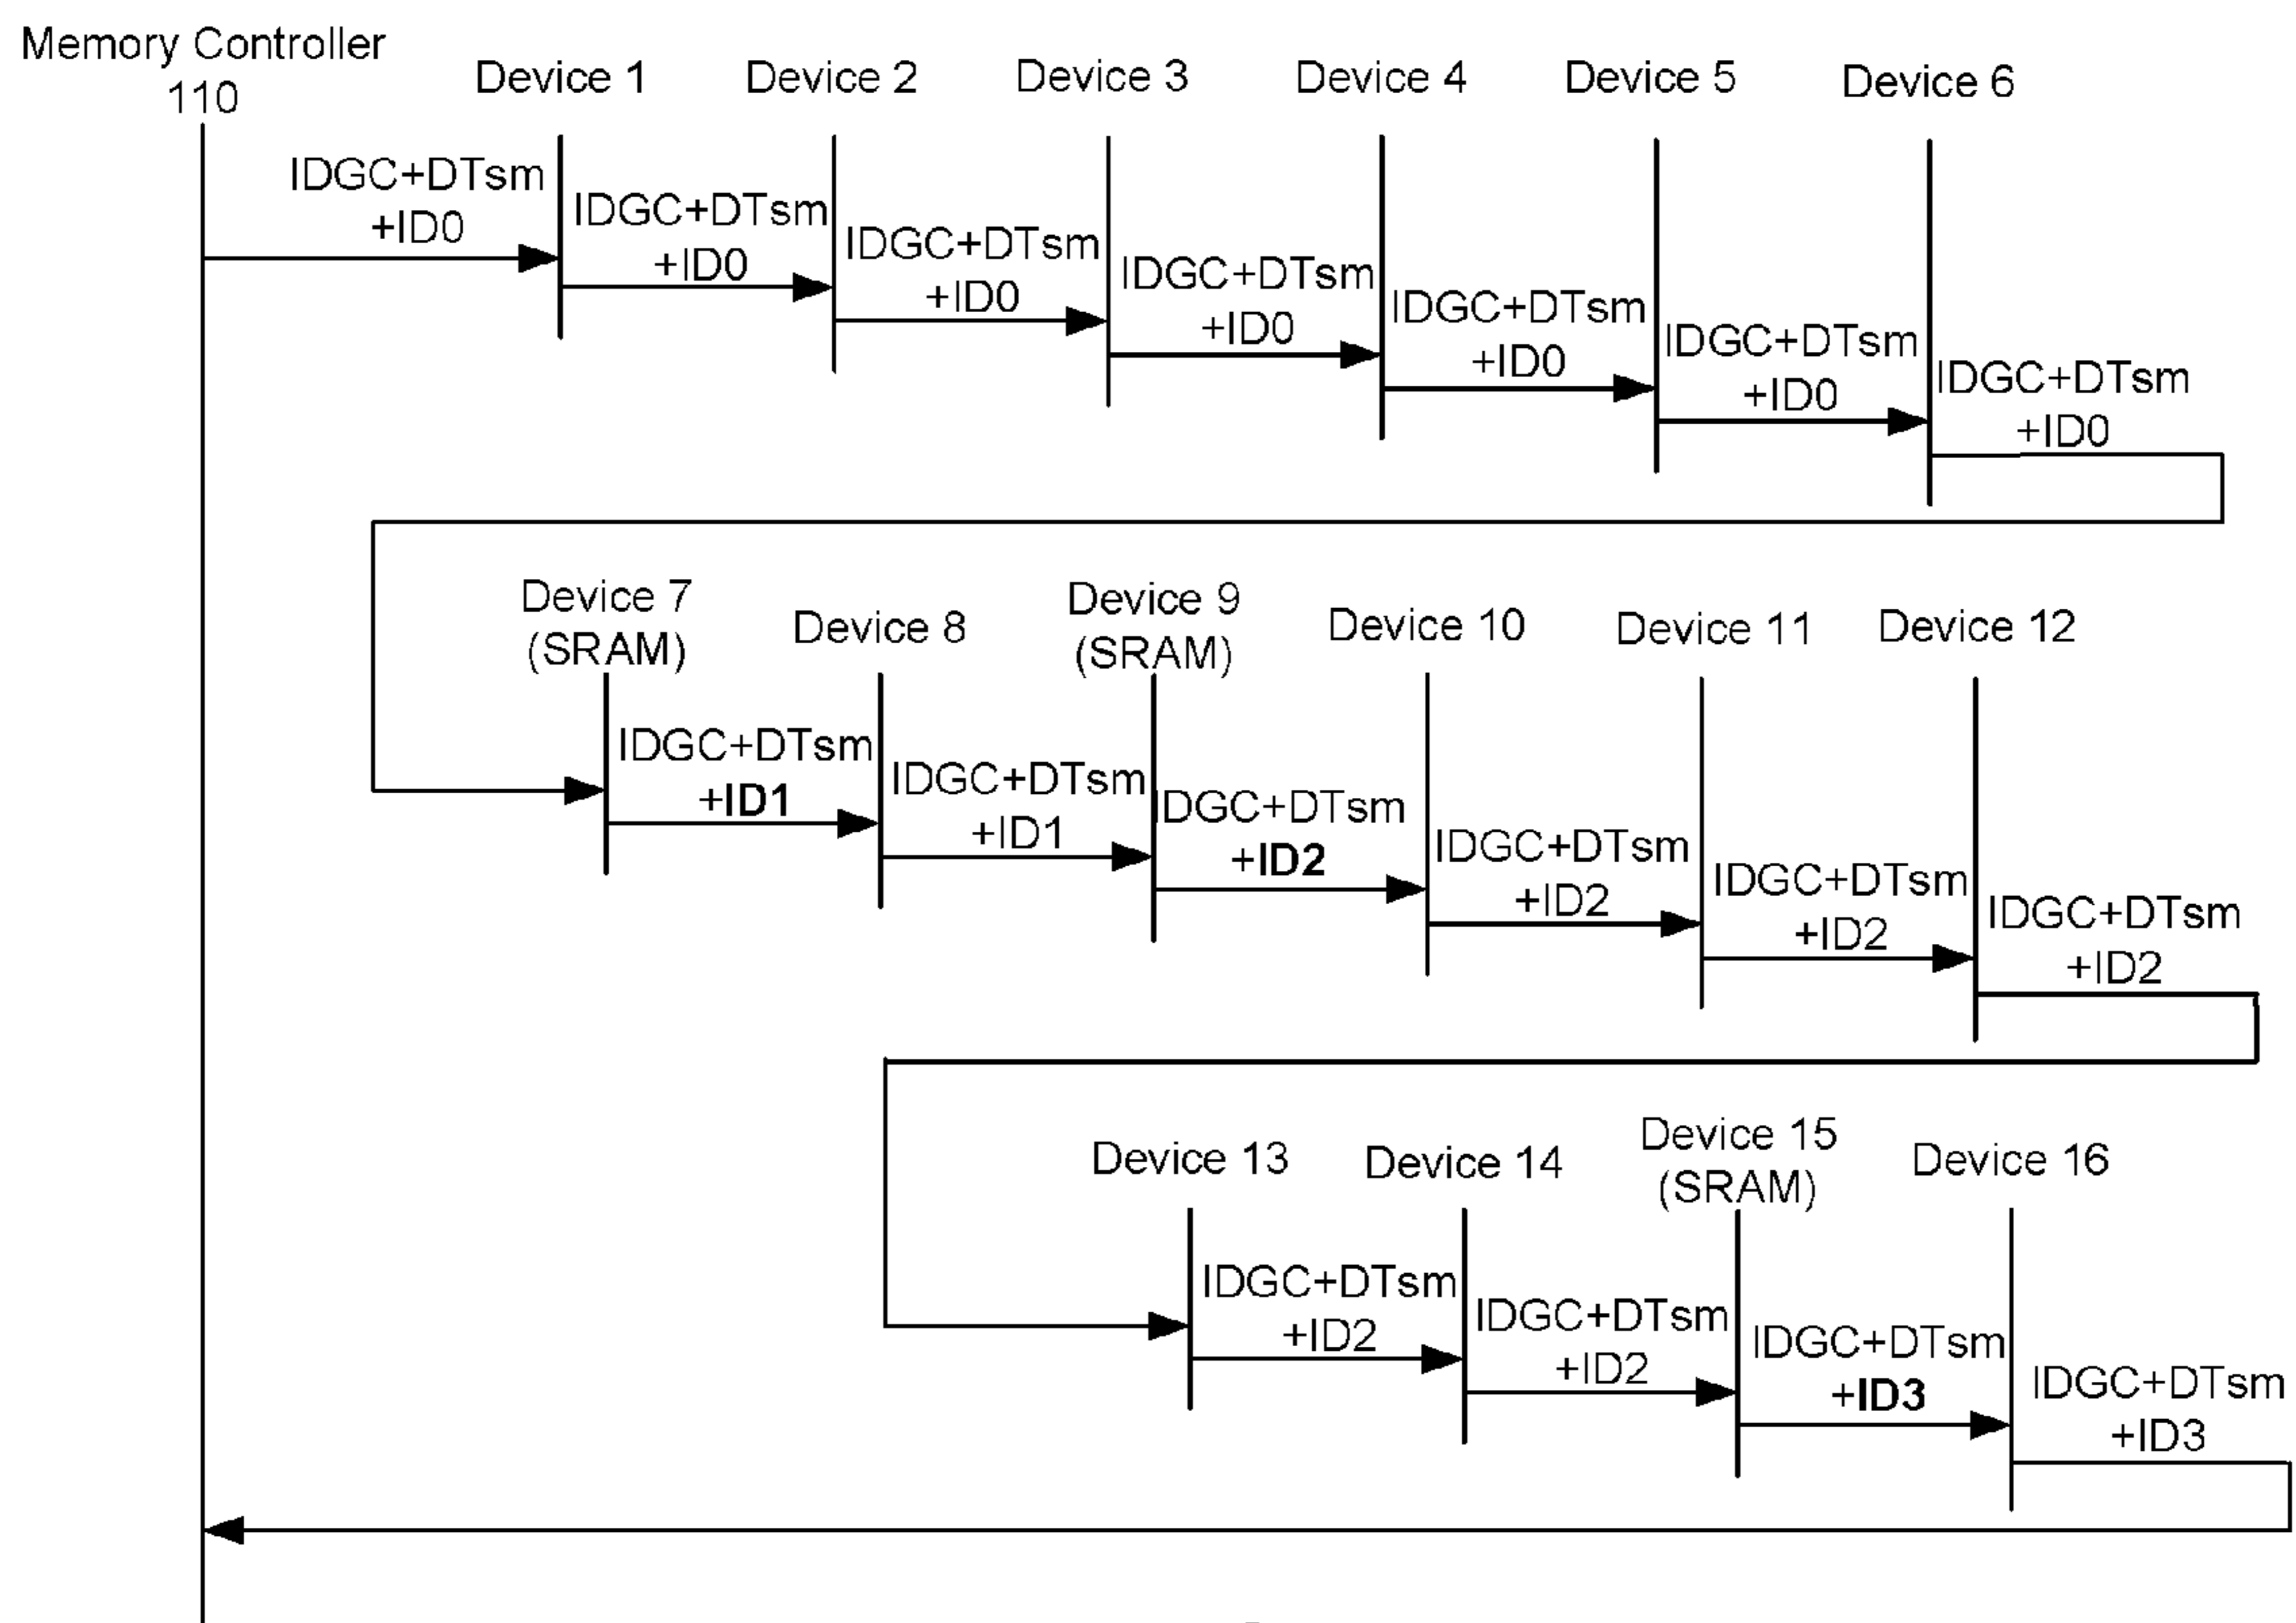 Memory Controller
110
Device 1
Device 2
Device 3
Device 4
Device 5
Device 6
IDGC+DTsm
+ID0
IDGC+DTsm
+ID0
IDGC+DTsm
+ID0
IDGC+DTsm
+ID0
IDGC+DTsm
+ID0
IDGC+DTsm
+ID0
IDGC+DTsm
+ID0
Device 7
(SRAM)
Device 8
Device 9
(SRAM)
Device 10
Device 11
Device 12
IDGC+DTsm
+ID1
IDGC+DTsm
+ID1
IDGC+DTsm
+ID2
IDGC+DTsm
+ID2
IDGC+DTsm
+ID2
IDGC+DTsm
+ID2
Device 13
Device 14
Device 15
(SRAM)
Device 16
IDGC+DTsm
+ID2
IDGC+DTsm
+ID2
IDGC+DTsm
+ID3
IDGC+DTsm
+ID3